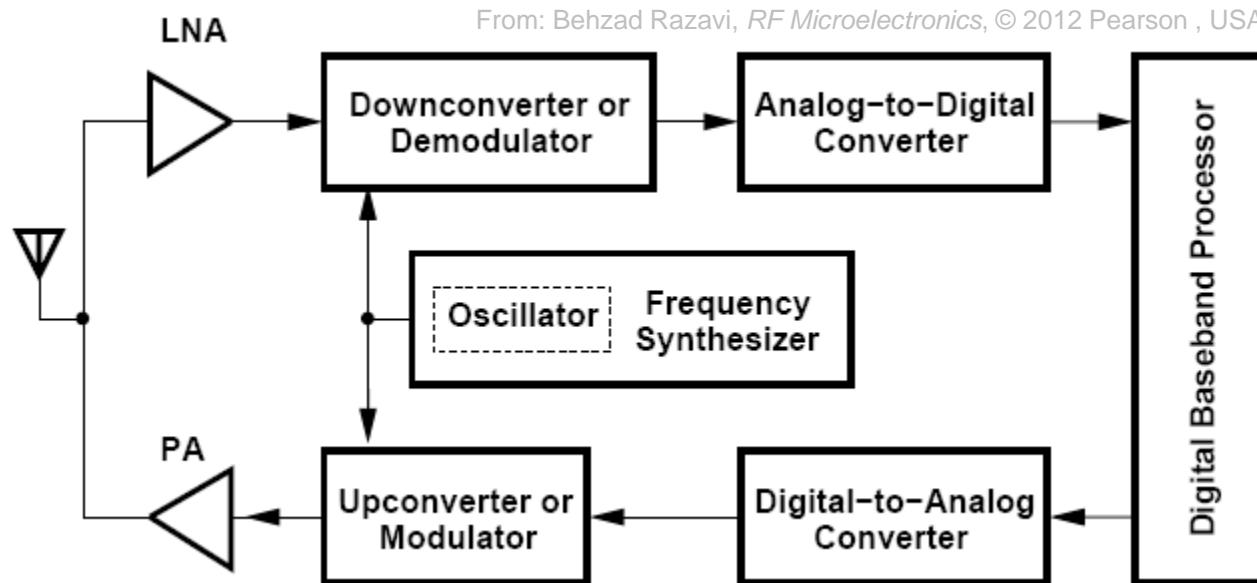 From: Behzad Razavi, RF Microelectronics, © 2012 Pearson , USA
LNA
Downconverter or
Demodulator
Analog-to-Digital
Converter
Digital Baseband Processor
Oscillator
Frequency
Synthesizer
PA
Upconverter or
Modulator
Digital-to-Analog
Converter